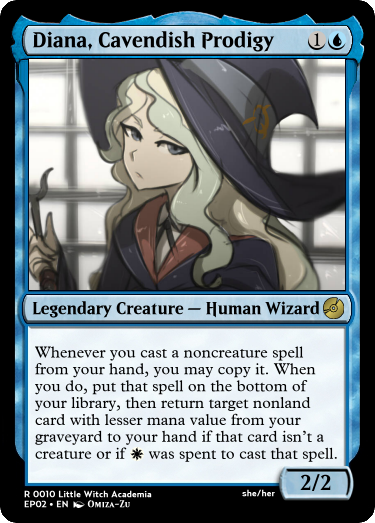 Diana, Cavendish Prodigy 1
Legendary Creature — Human Wizard
Whenever you cast a noncreature spell
from your hand, you may copy it. When
you do, put that spell on the bottom of
your library, then return target nonland
card with lesser mana value from your
graveyard to your hand if that card isn't a
creature or if was spent to cast that spell.
2/2
R 0010 Little Witch Academia she/her
EP02 • EN Omiza-Zu